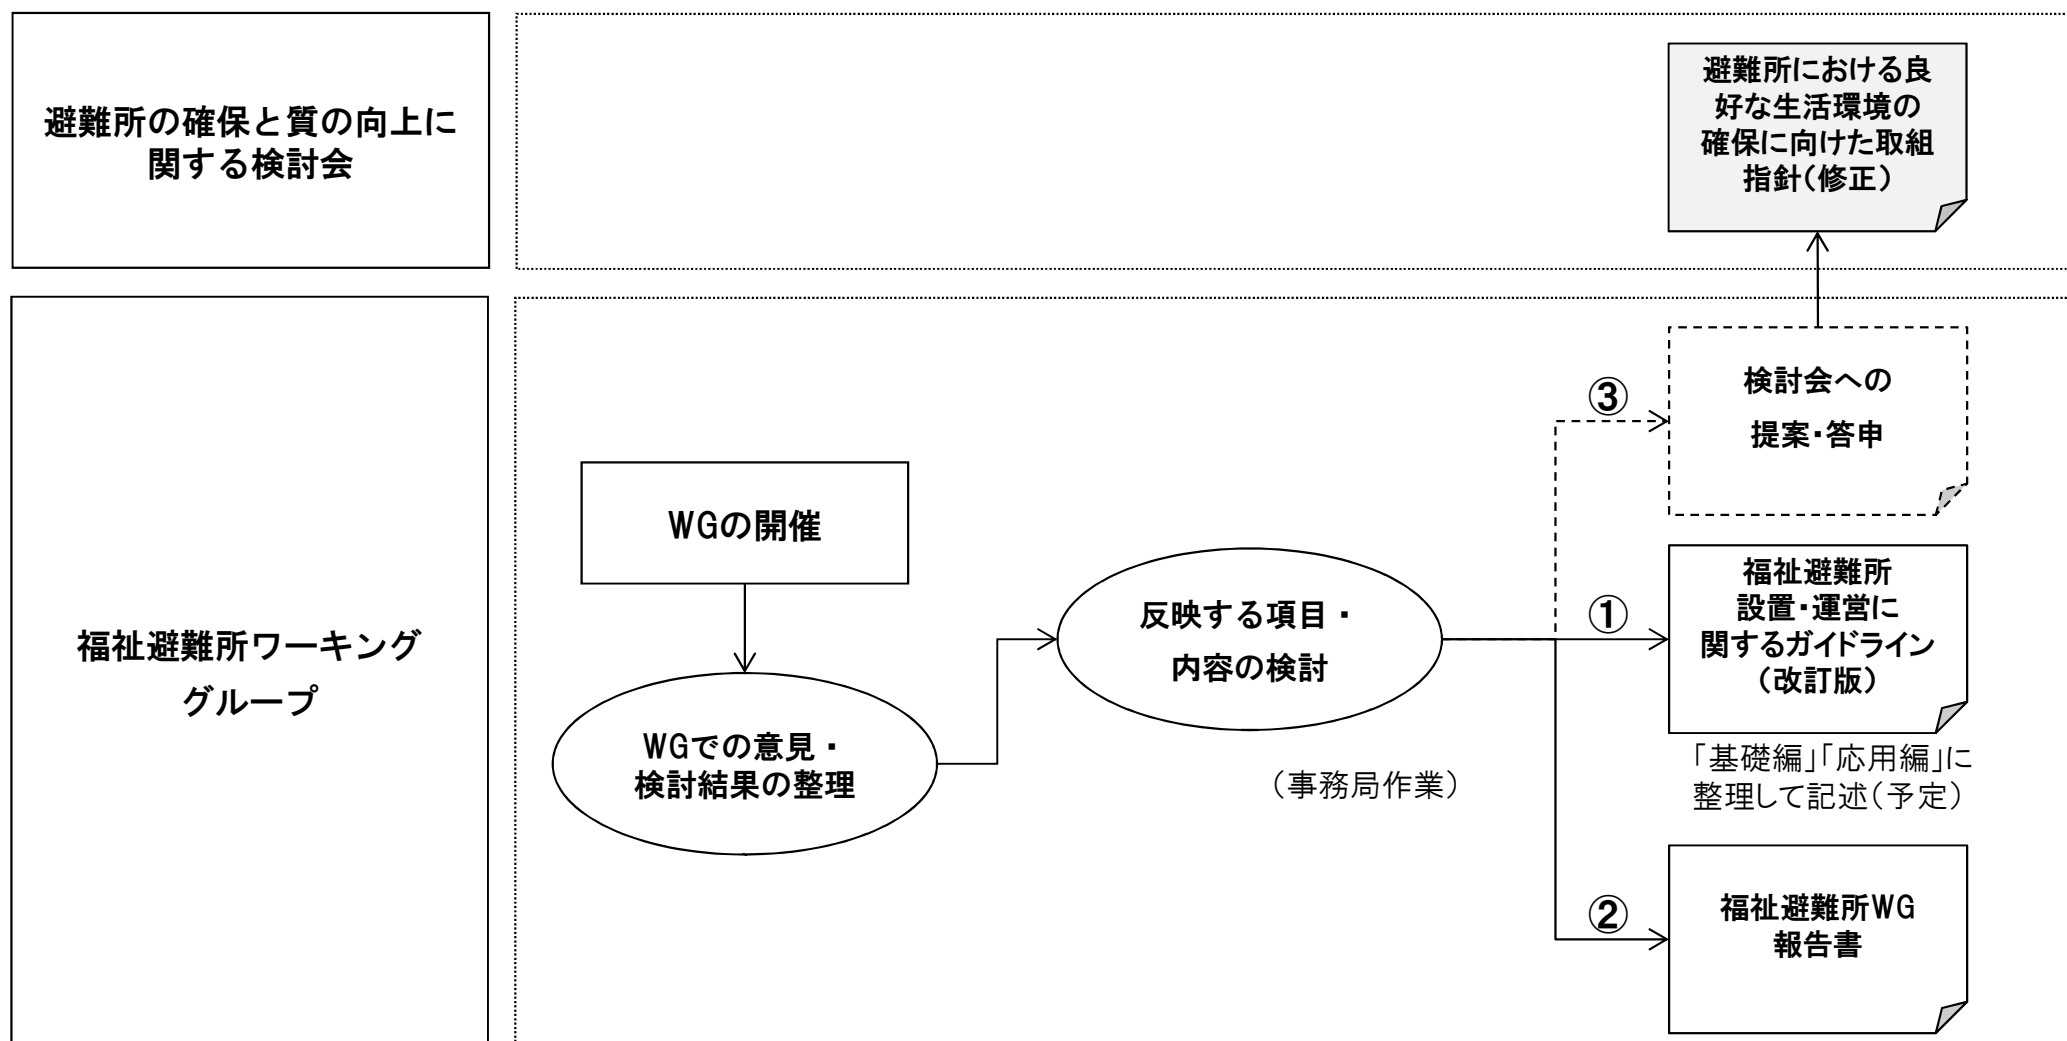 避難所の確保と質の向上に
関する検討会
避難所における良
好な生活環境の
確保に向けた取組
指針(修正)
福祉避難所ワーキング
グループ
WGの開催
WGでの意見・
検討結果の整理
反映する項目・
内容の検討
(事務局作業)
③
検討会への
提案・答申
①
福祉避難所
設置・運営に
関するガイドライン
(改訂版)
「基礎編」「応用編」に
整理して記述(予定)
②
福祉避難所WG
報告書